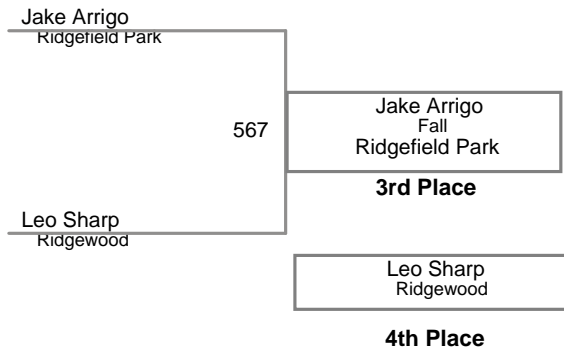 Jake Arrigo
Ridgefield Park
567
Jake Arrigo
Fall
Ridgefield Park
3rd Place
Leo Sharp
Ridgewood
Leo Sharp
Ridgewood
4th Place